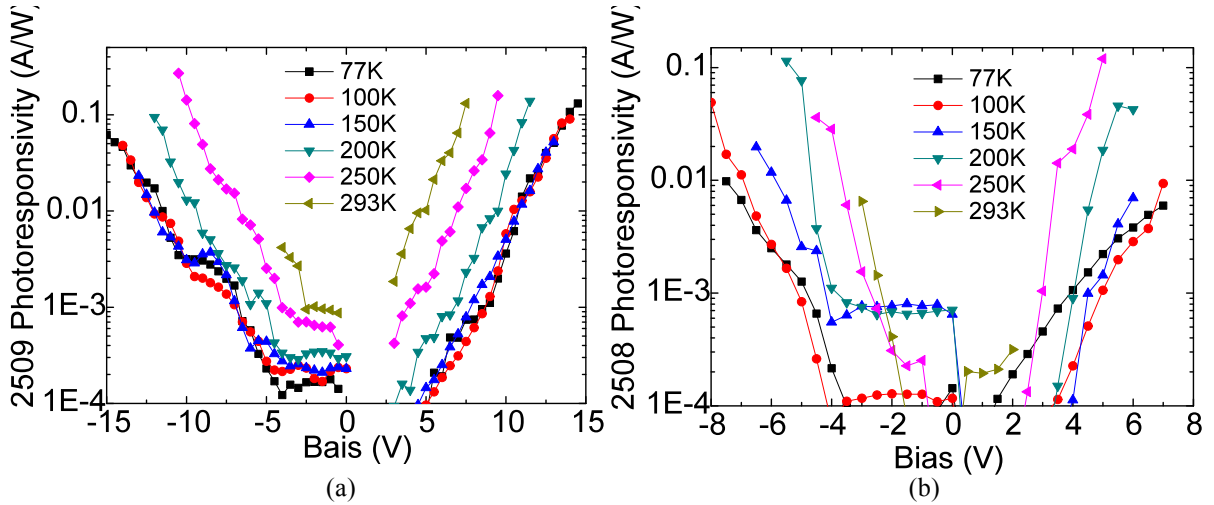 2509 Photoresponsivity (A/W)
0.1
0.01
1E-3
1E-4
-15
-10
-5
0
5
10
15
Bais (V)
77K
100K
150K
200K
250K
293K
(a)
2508 Photoresponsivity (A/W)
0.1
0.01
1E-3
1E-4
-8
-6
-4
-2
0
2
4
6
8
Bias (V)
77K
100K
150K
200K
250K
293K
(b)